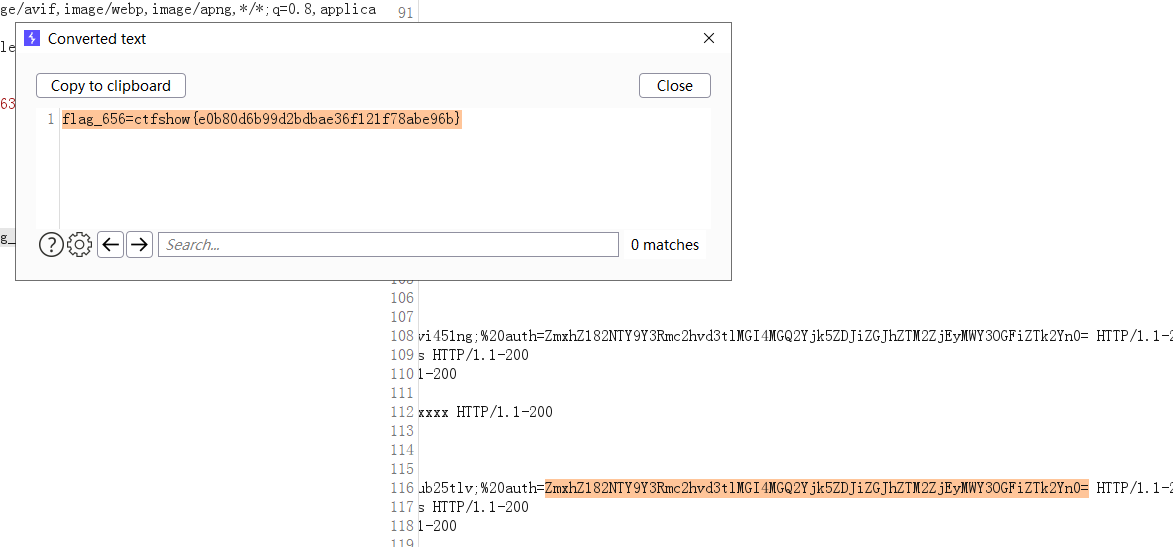 ge/avif,image/webp,image/apng,*/*;q=0.8,applica
91
Converted text
le
Copy to clipboard
Close
63
1 flag_656=ctfshow{e0b80d6b99d2bdbae36f121f78abe96b}
g_
Search...
0 matches
105
106
107
108 vi45lng;%20auth=ZmxhZ182NTY9Y3Rmc2hvd3tlMGI4MGQ2Yjk5ZDJiZGJhZTM2ZjEyMWY3OGFiZTk2Yn0= HTTP/1.1-2
109 s HTTP/1.1-200
110 1-200
111
112 xxxx HTTP/1.1-200
113
114
115
116 ub25tlv;%20auth=ZmxhZ182NTY9Y3Rmc2hvd3tlMGI4MGQ2Yjk5ZDJiZGJhZTM2ZjEyMWY3OGFiZTk2Yn0= HTTP/1.1-2
117 s HTTP/1.1-200
118 1-200
119